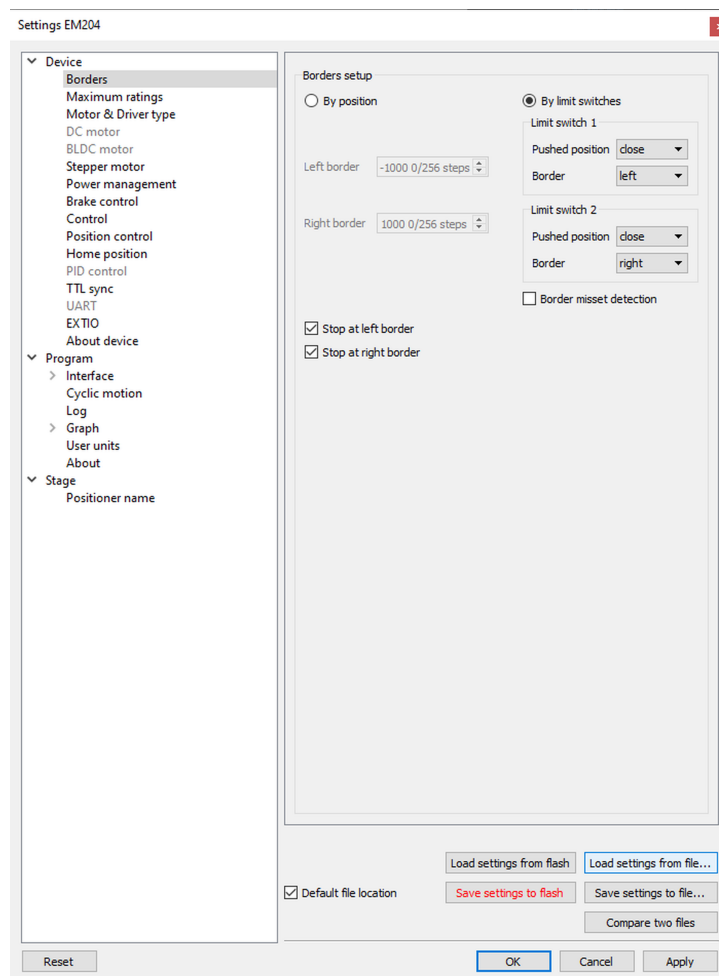 Settings EM204
Device
Borders
Maximum ratings
Motor & Driver type
DC motor
BLDC motor
Stepper motor
Power management
Brake control
Control
Position control
Home position
PID control
TTL sync
UART
EXTIO
About device
Program
Interface
Cyclic motion
Log
Graph
User units
About
Stage
Positioner name
Borders setup
By position
By limit switches
Left border -1000 0/256 steps
Right border 1000 0/256 steps
Limit switch 1
Pushed position close
Border left
Limit switch 2
Pushed position close
Border right
Border misset detection
Stop at left border
Stop at right border
Load settings from flash Load settings from file...
Default file location Save settings to flash Save settings to file...
Compare two files
Reset OK Cancel Apply